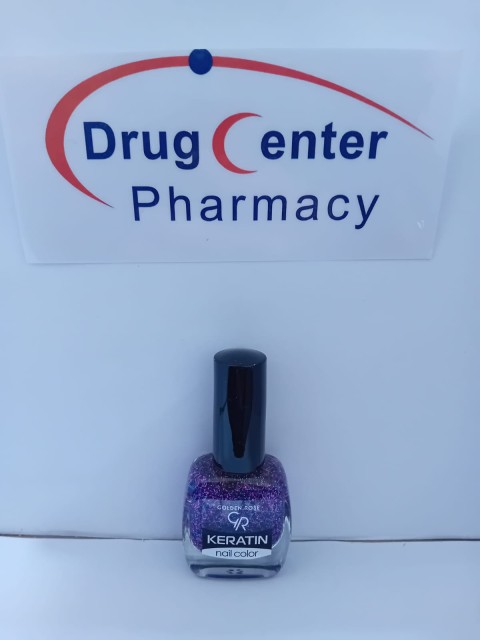 Drug Center
Pharmacy
GOLDEN ROSE
GR
KERATIN
nail color